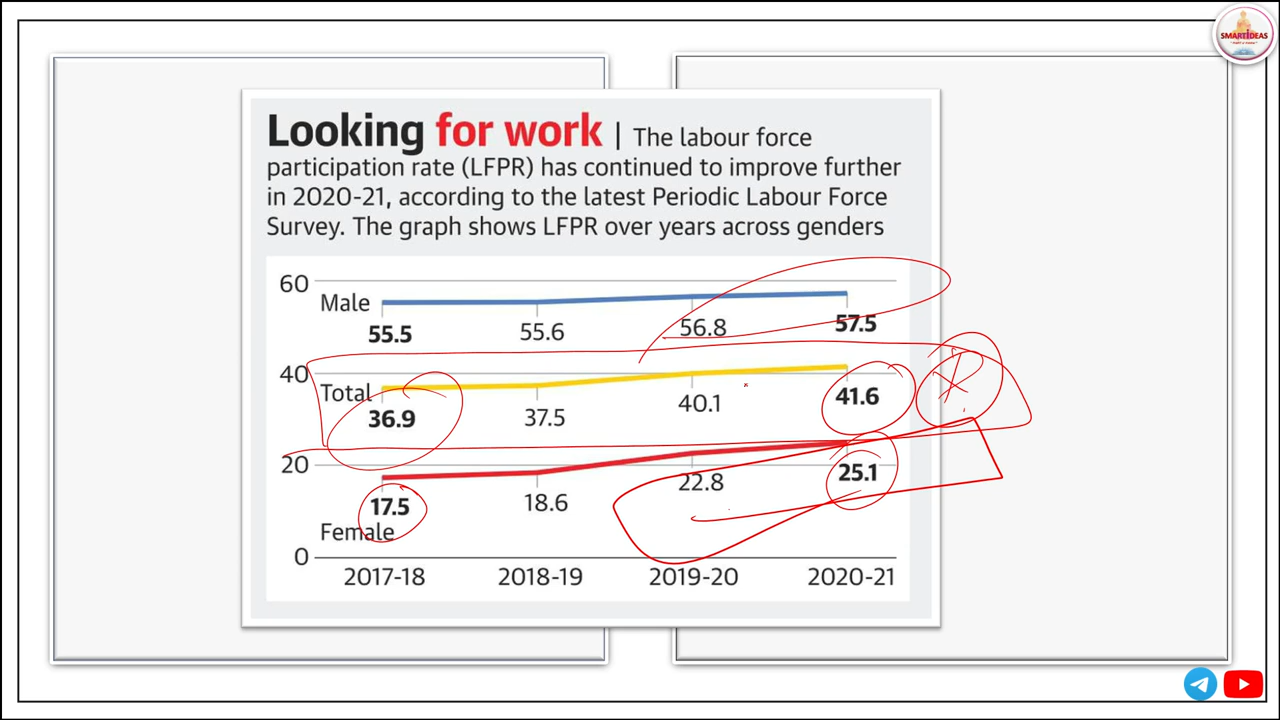 SMARTIDEAS
Looking for work | The labour force
participation rate (LFPR) has continued to improve further
in 2020-21, according to the latest Periodic Labour Force
Survey. The graph shows LFPR over years across genders
60
Male
55.5 55.6 56.8 57.5
40
Total
36.9 37.5 40.1 41.6
20
17.5 18.6 22.8 25.1
Female
0
2017-18 2018-19 2019-20 2020-21